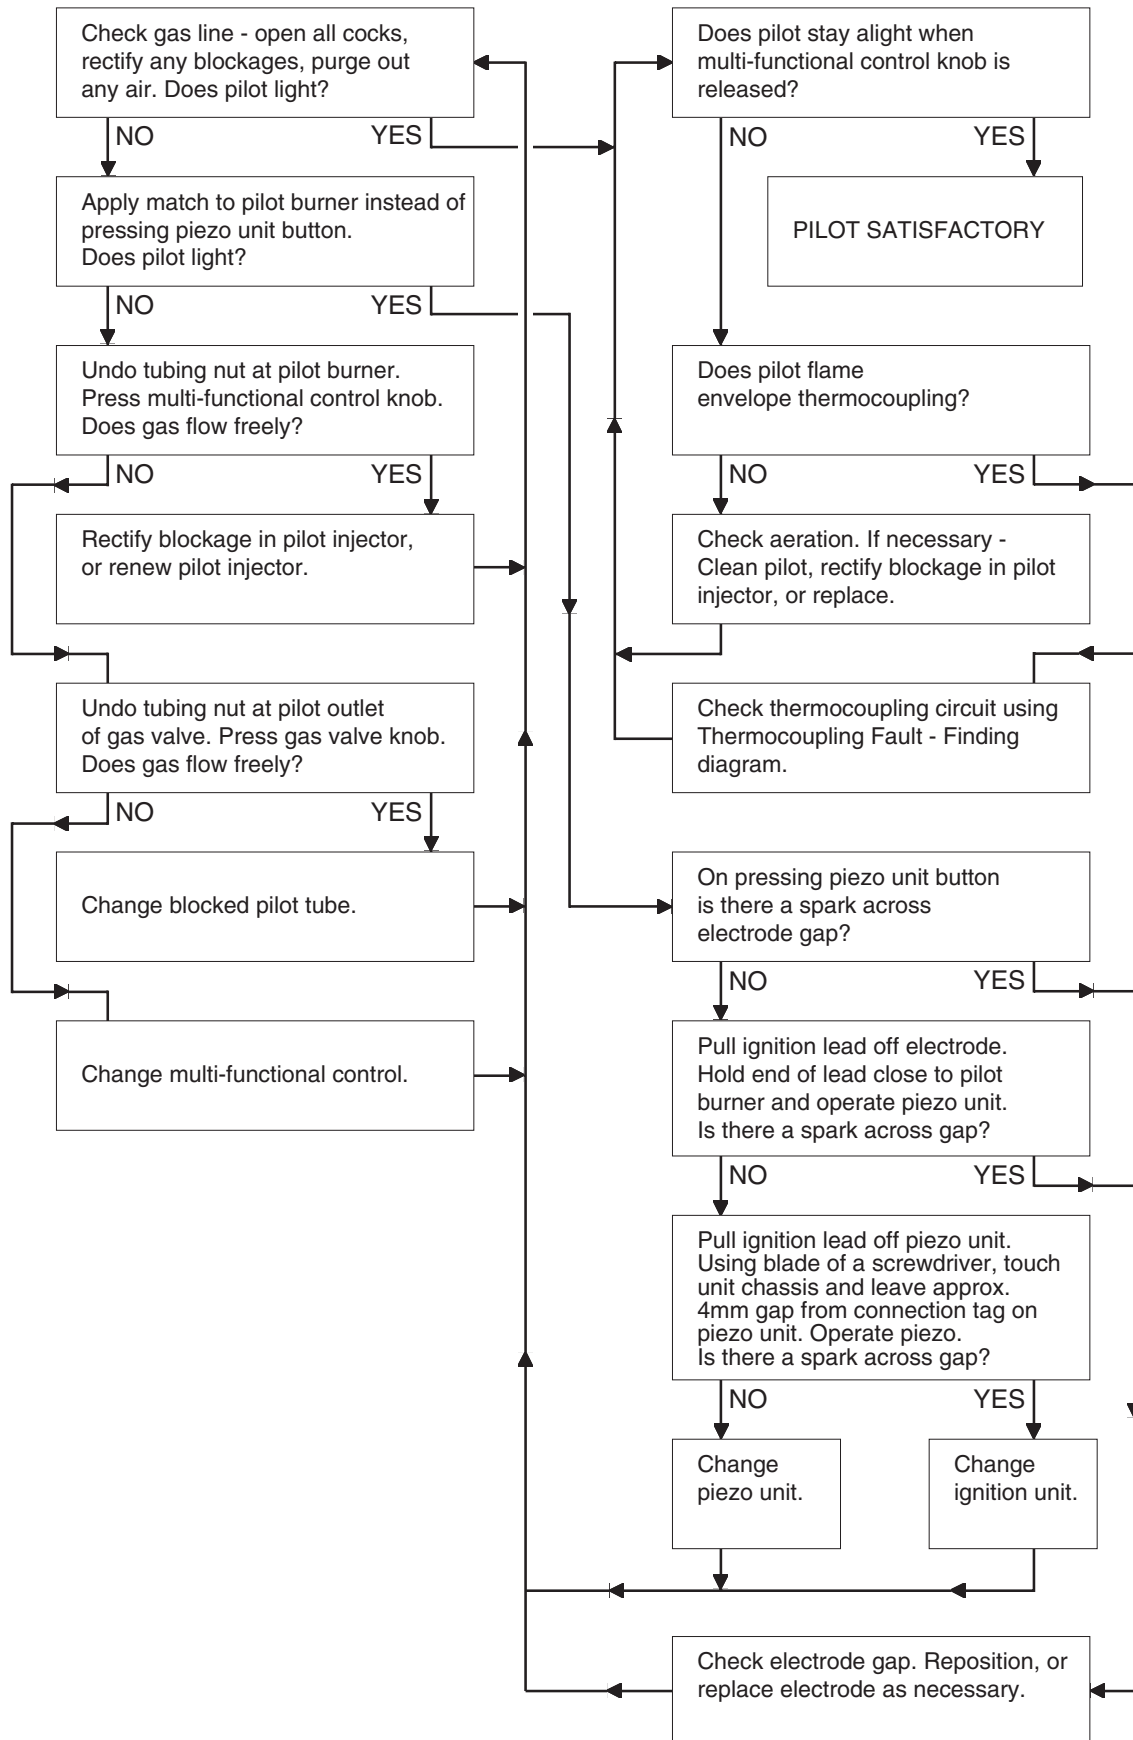 Check gas line - open all cocks,
rectify any blockages, purge out
any air. Does pilot light?
NO
YES
Apply match to pilot burner instead of
pressing piezo unit button.
Does pilot light?
NO
YES
Undo tubing nut at pilot burner.
Press multi-functional control knob.
Does gas flow freely?
NO
YES
Rectify blockage in pilot injector,
or renew pilot injector.
Undo tubing nut at pilot outlet
of gas valve. Press gas valve knob.
Does gas flow freely?
NO
YES
Change blocked pilot tube.
Change multi-functional control.
Does pilot stay alight when
multi-functional control knob is
released?
NO
YES
PILOT SATISFACTORY
Does pilot flame
envelope thermocoupling?
NO
YES
Check aeration. If necessary -
Clean pilot, rectify blockage in pilot
injector, or replace.
Check thermocoupling circuit using
Thermocoupling Fault - Finding
diagram.
On pressing piezo unit button
is there a spark across
electrode gap?
NO
YES
Pull ignition lead off electrode.
Hold end of lead close to pilot
burner and operate piezo unit.
Is there a spark across gap?
NO
YES
Pull ignition lead off piezo unit.
Using blade of a screwdriver, touch
unit chassis and leave approx.
4mm gap from connection tag on
piezo unit. Operate piezo.
Is there a spark across gap?
NO
YES
Change
piezo unit.
Change
ignition unit.
Check electrode gap. Reposition, or
replace electrode as necessary.